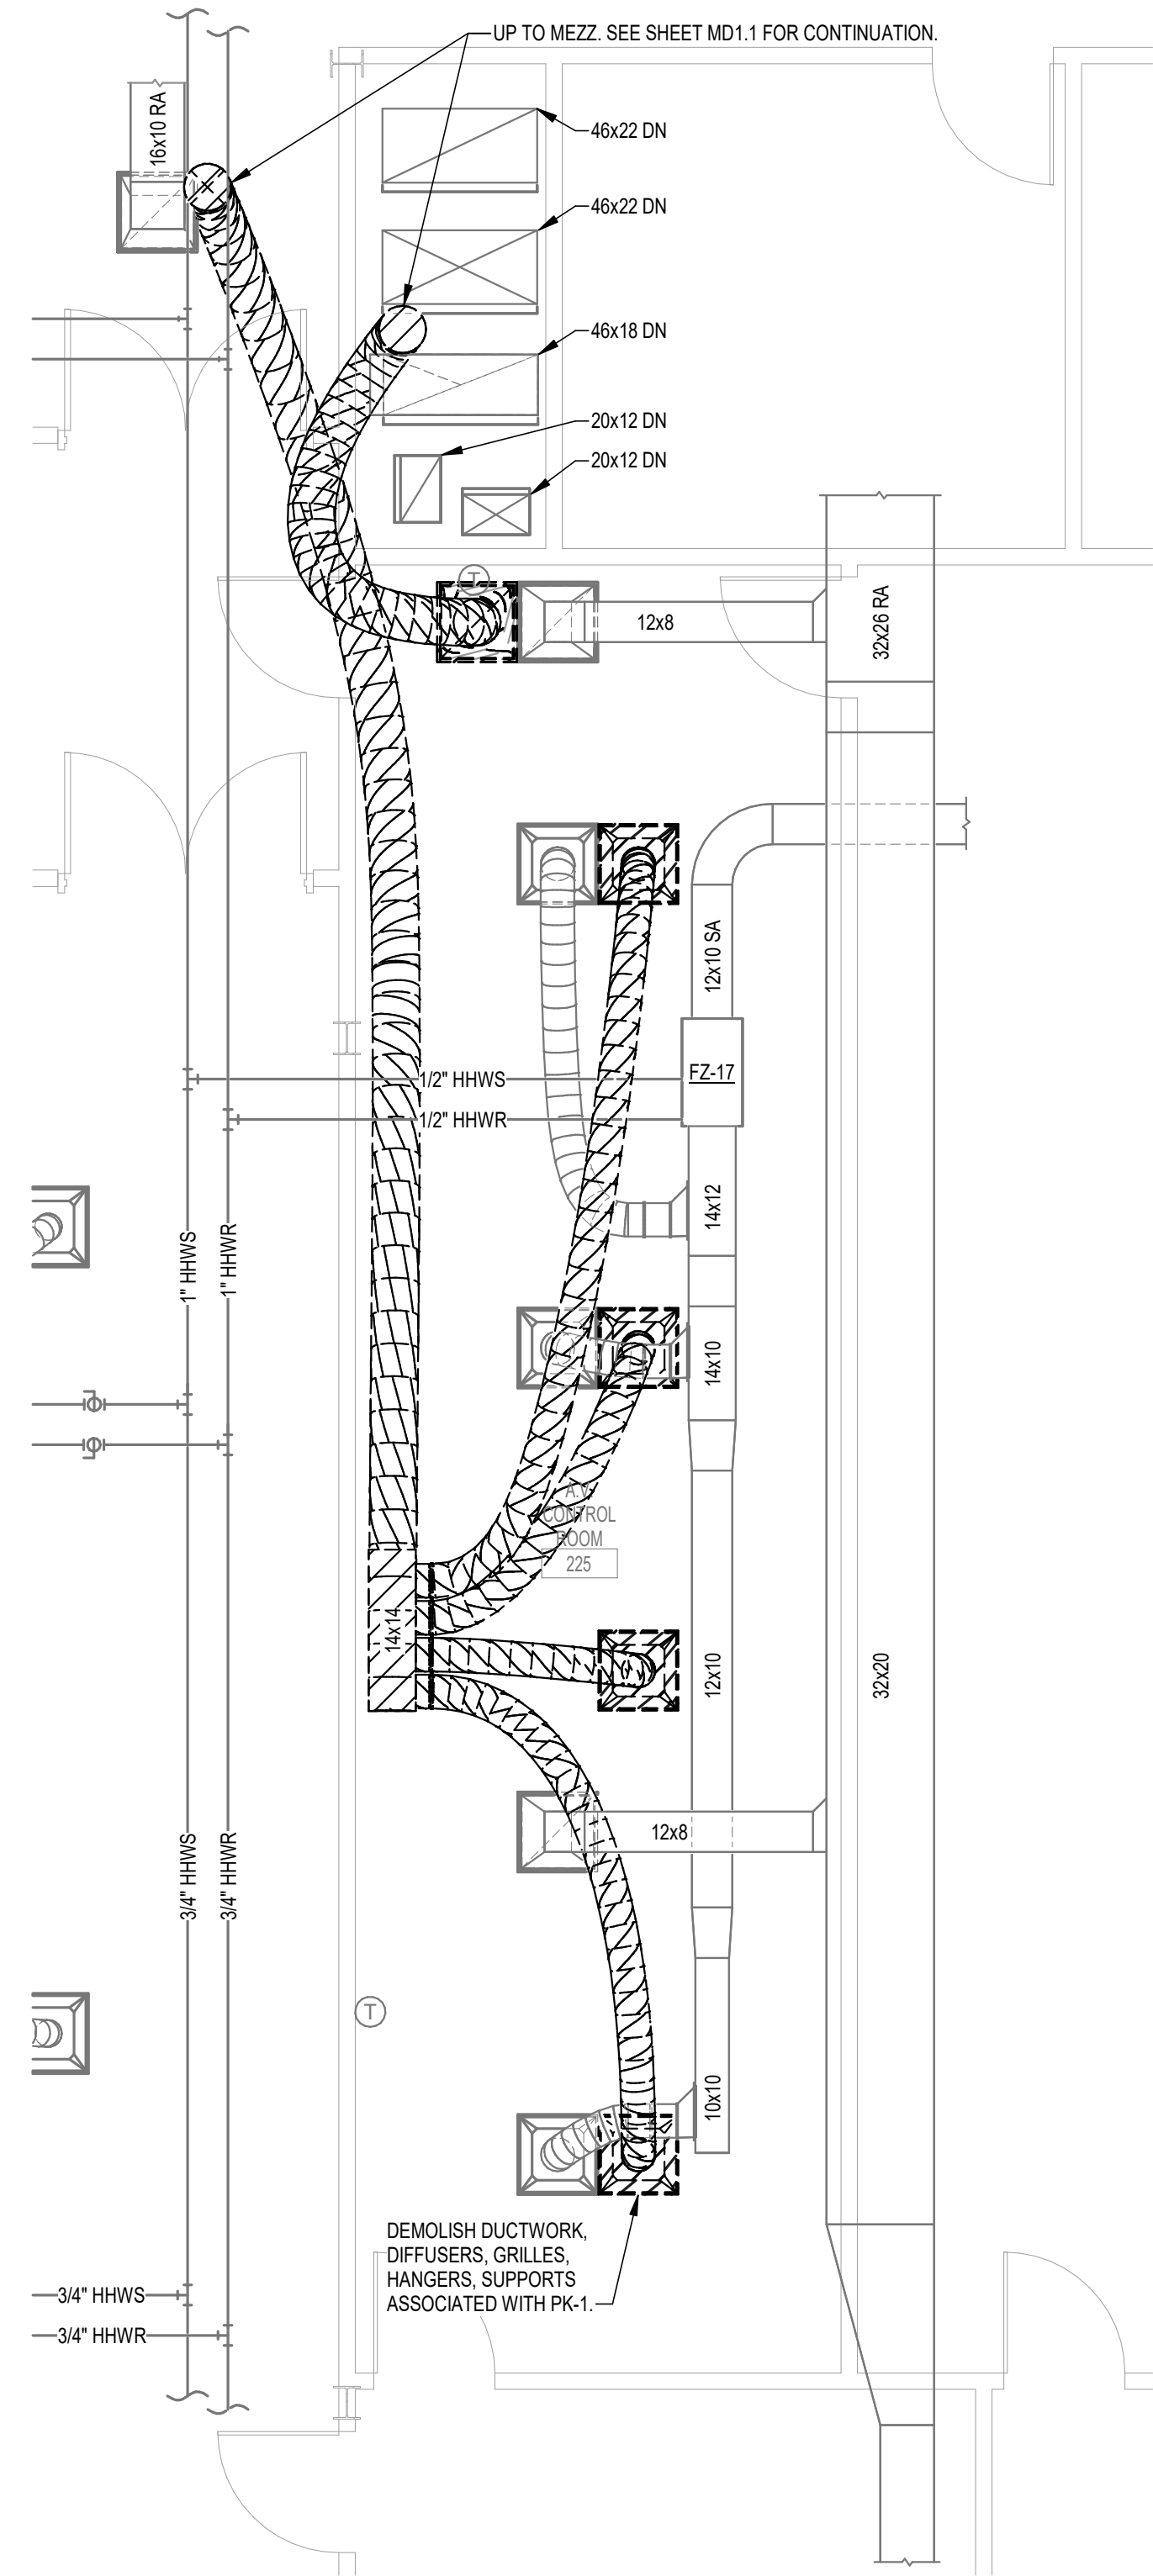 UP TO MEZZ. SEE SHEET MD1.1 FOR CONTINUATION.
16x10 RA
46x22 DN
46x22 DN
46x18 DN
20x12 DN
20x12 DN
T
12x8
32x26 RA
12x10 SA
FZ-17
1/2" HHWS
1/2" HHWR
14x12
1" HHWS
1" HHWR
14x10
A.V.
CONTROL
ROOM
225
14x14
12x10
32x20
12x8
3/4" HHWS
3/4" HHWR
T
10x10
DEMOLISH DUCTWORK,
DIFFUSERS, GRILLES,
HANGERS, SUPPORTS
ASSOCIATED WITH PK-1.
3/4" HHWS
3/4" HHWR